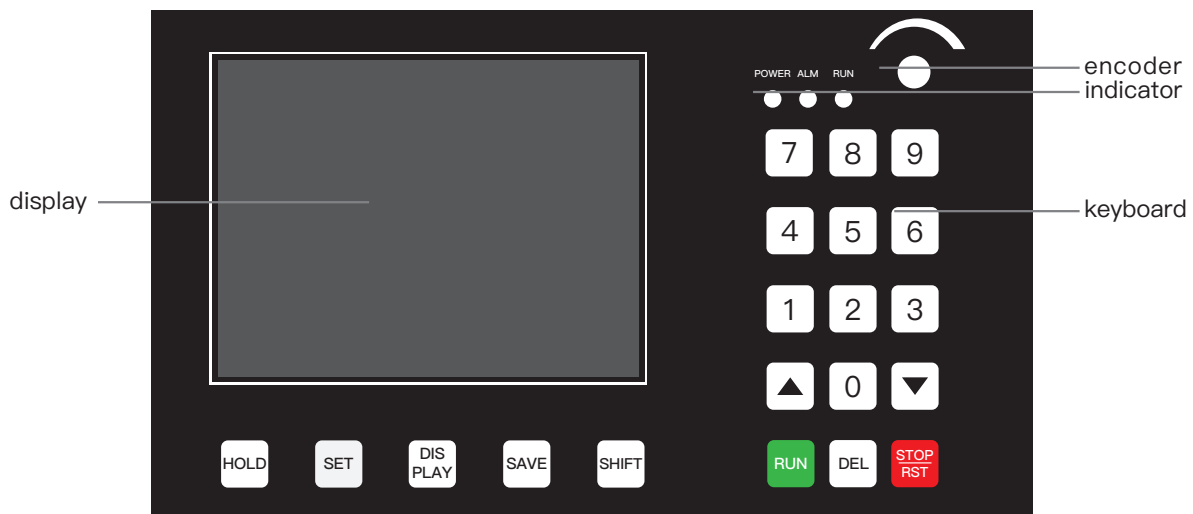 encoder
POWER ALM RUN
indicator
7 8 9
display
keyboard
4 5 6
1 2 3
▲ 0 ▼
HOLD SET DIS
PLAY SAVE SHIFT RUN DEL STOP
RST